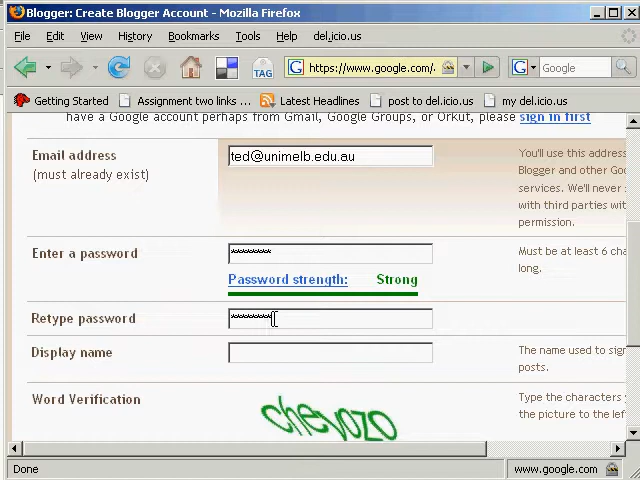 Blogger: Create Blogger Account - Mozilla Firefox
File Edit View History Bookmarks Tools Help del.icio.us
TAG https://www.google.com/ Google
Getting Started Assignment two links ... Latest Headlines post to del.icio.us my del.icio.us
have a Google account perhaps from Gmail, Google Groups, or Orkut, please sign in first
Email address
(must already exist)
ted@unimelb.edu.au
You'll use this address
Blogger and other Goo
services. We'll never
with third parties wit
permission.
Enter a password
*********
Must be at least 6 cha
long.
Password strength: Strong
Retype password
*********
Display name
The name used to sign
posts.
Word Verification
chevozo
Type the characters y
the picture to the left
Done www.google.com